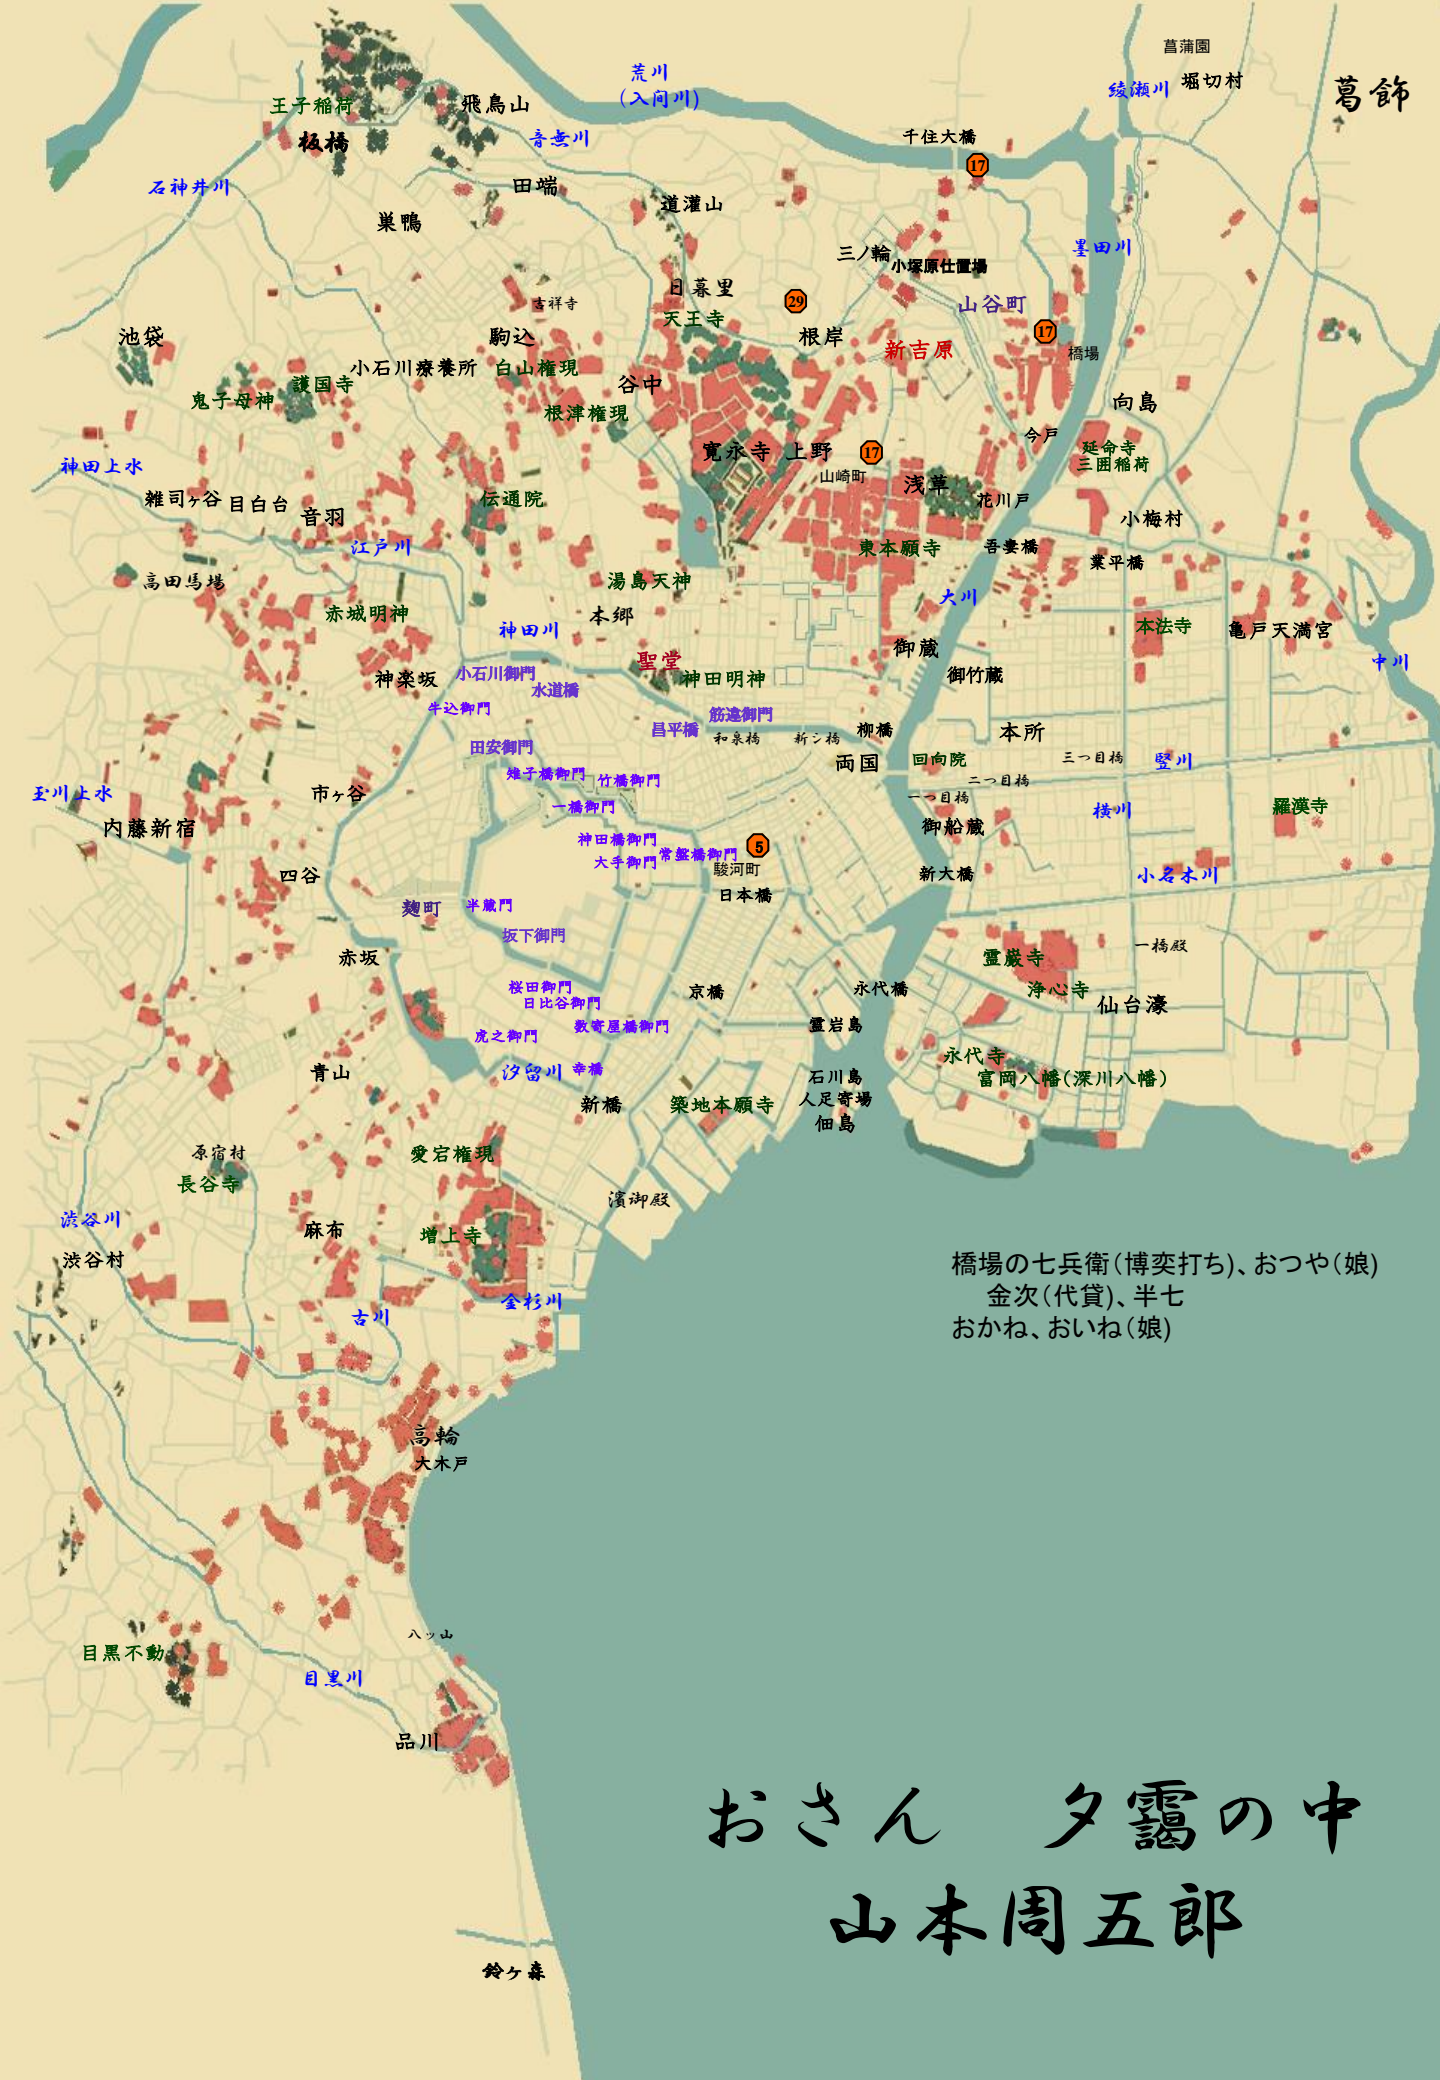 菖蒲園
荒川
(入间川)
綾瀬川
堀切村
葛飾
王子稲荷
飛鳥山
板橋
音無川
千住大橋
17
石神井川
田端
道灌山
巣鴨
墨田川
三ノ輪
小塚原仕置場
日暮里
29
吉祥寺
山谷町
天王寺
池袋
駒込
根岸
新吉原
17
橋場
小石川療養所
白山権現
護国寺
谷中
鬼子母神
根津権現
向島
今戸
延命寺
寛永寺
上野
17
三囲稲荷
神田上水
山崎町
浅草
雑司ヶ谷
目白台
伝通院
花川戸
音羽
小梅村
江戸川
東本願寺
吾妻橋
業平橋
高田馬場
湯島天神
大川
赤城明神
本郷
神田川
本法寺
亀戸天満宮
御蔵
聖堂
中川
神楽坂
小石川御門
神田明神
御竹蔵
水道橋
牛込御門
筋違御門
昌平橋
和泉橋
新シ橋
柳橋
本所
田安御門
両国
回向院
三つ目橋
竪川
雉子橋御門
竹橋御門
二つ目橋
玉川上水
市ヶ谷
一つ目橋
一橋御門
横川
羅漢寺
内藤新宿
御船蔵
神田橋御門
5
常盤橋御門
大手御門
駿河町
四谷
新大橋
小名木川
日本橋
麹町
半蔵門
坂下御門
一橋殿
赤坂
霊巌寺
桜田御門
京橋
永代橋
浄心寺
日比谷御門
仙台濠
数寄屋橋御門
霊岩島
虎之御門
永代寺
青山
汐留川
幸橋
石川島
富岡八幡(深川八幡)
人足寄場
新橋
築地本願寺
佃島
原宿村
愛宕権現
長谷寺
濱御殿
渋谷川
麻布
増上寺
渋谷村
橋場の七兵衛(博奕打ち)、おつや(娘)
金次(代貸)、半七
おかね、おいね(娘)
金杉川
古川
高輪
大木戸
八ッ山
目黒不動
目黒川
品川
おさん　夕靄の中
山本周五郎
鈴ヶ森